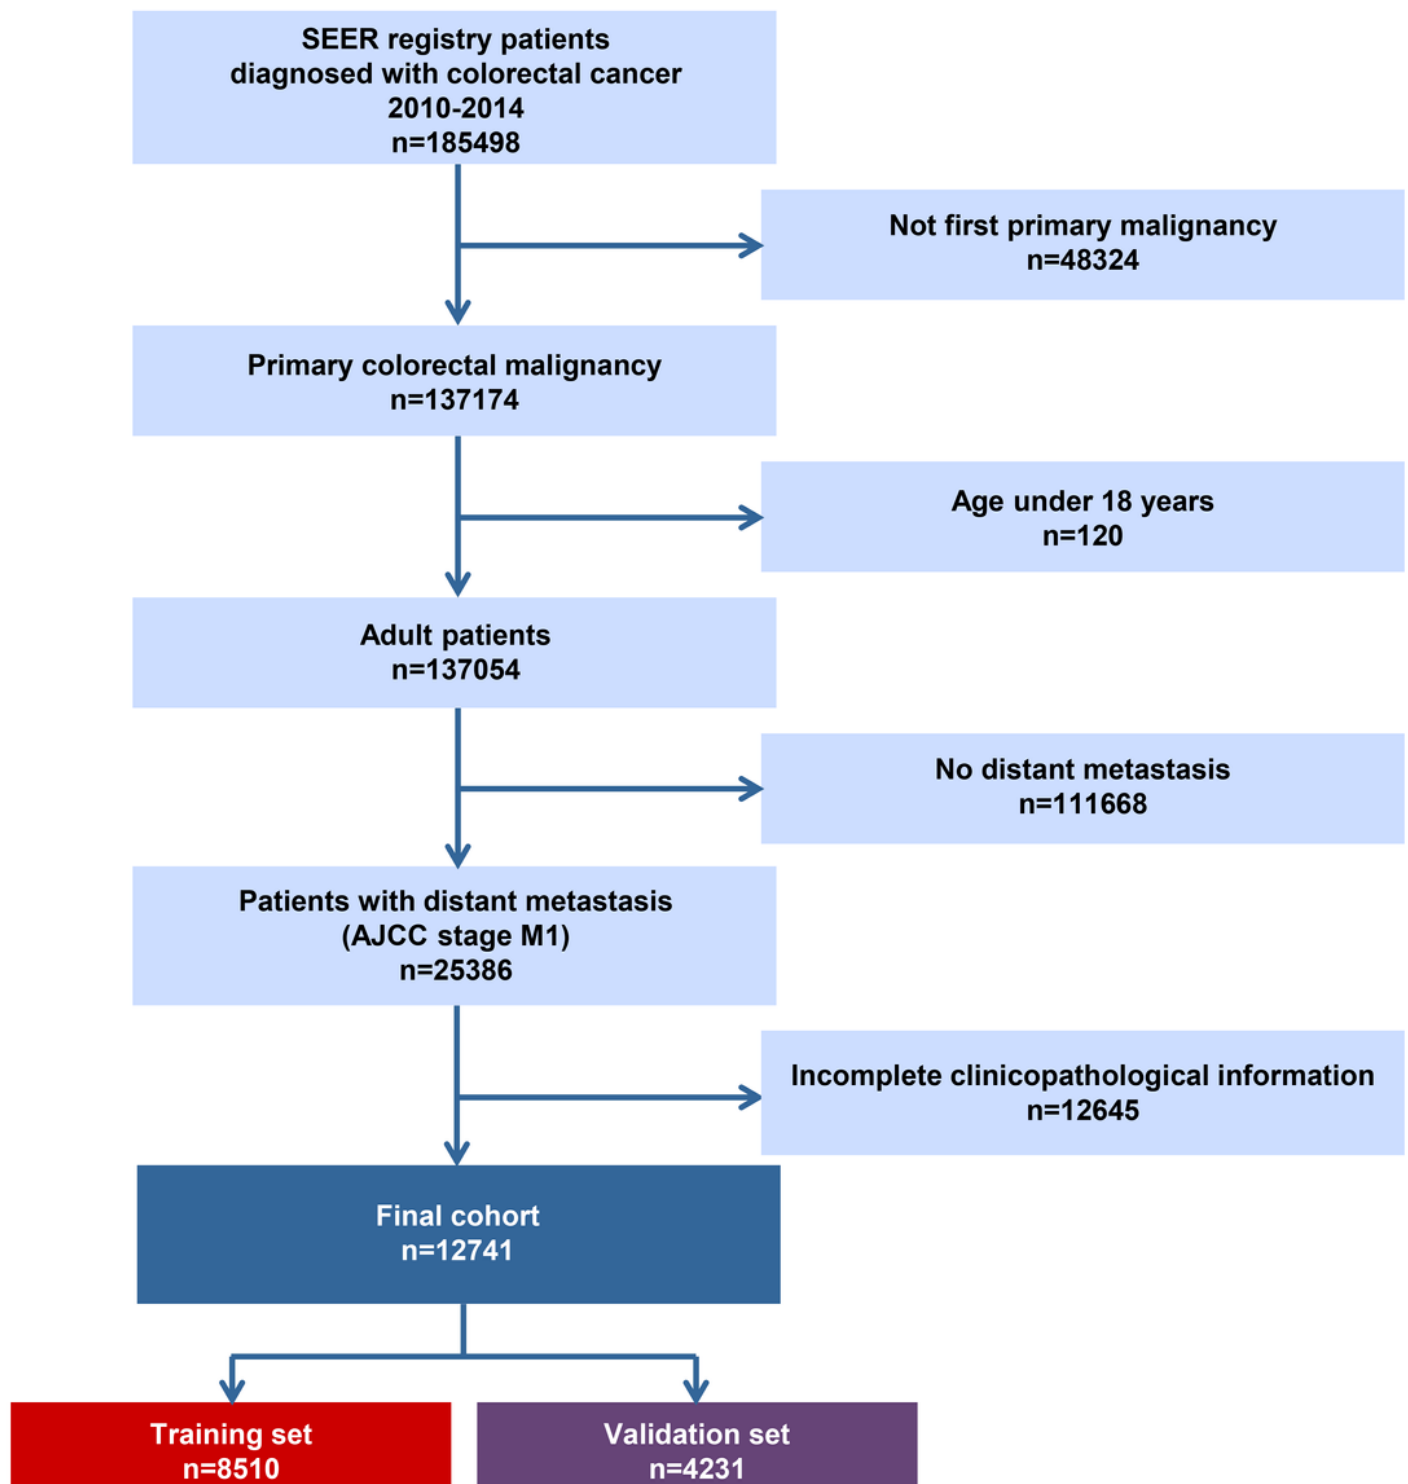 SEER registry patients
diagnosed with colorectal cancer
2010-2014
n=185498
Not first primary malignancy
n=48324
Primary colorectal malignancy
n=137174
Age under 18 years
n=120
Adult patients
n=137054
No distant metastasis
n=111668
Patients with distant metastasis
(AJCC stage M1)
n=25386
Incomplete clinicopathological information
n=12645
Final cohort
n=12741
Training set
n=8510
Validation set
n=4231